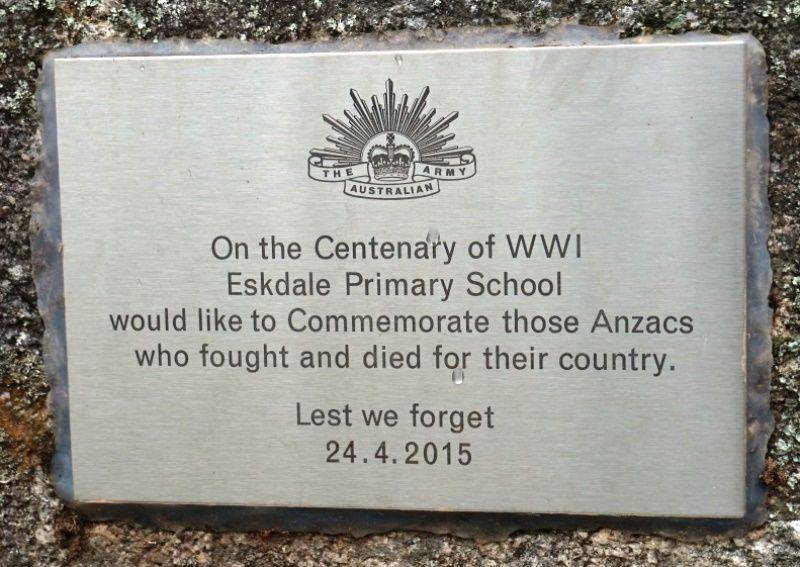 THE AUSTRALIAN ARMY
On the Centenary of WWI
Eskdale Primary School
would like to Commemorate those Anzacs
who fought and died for their country.
Lest we forget
24.4.2015